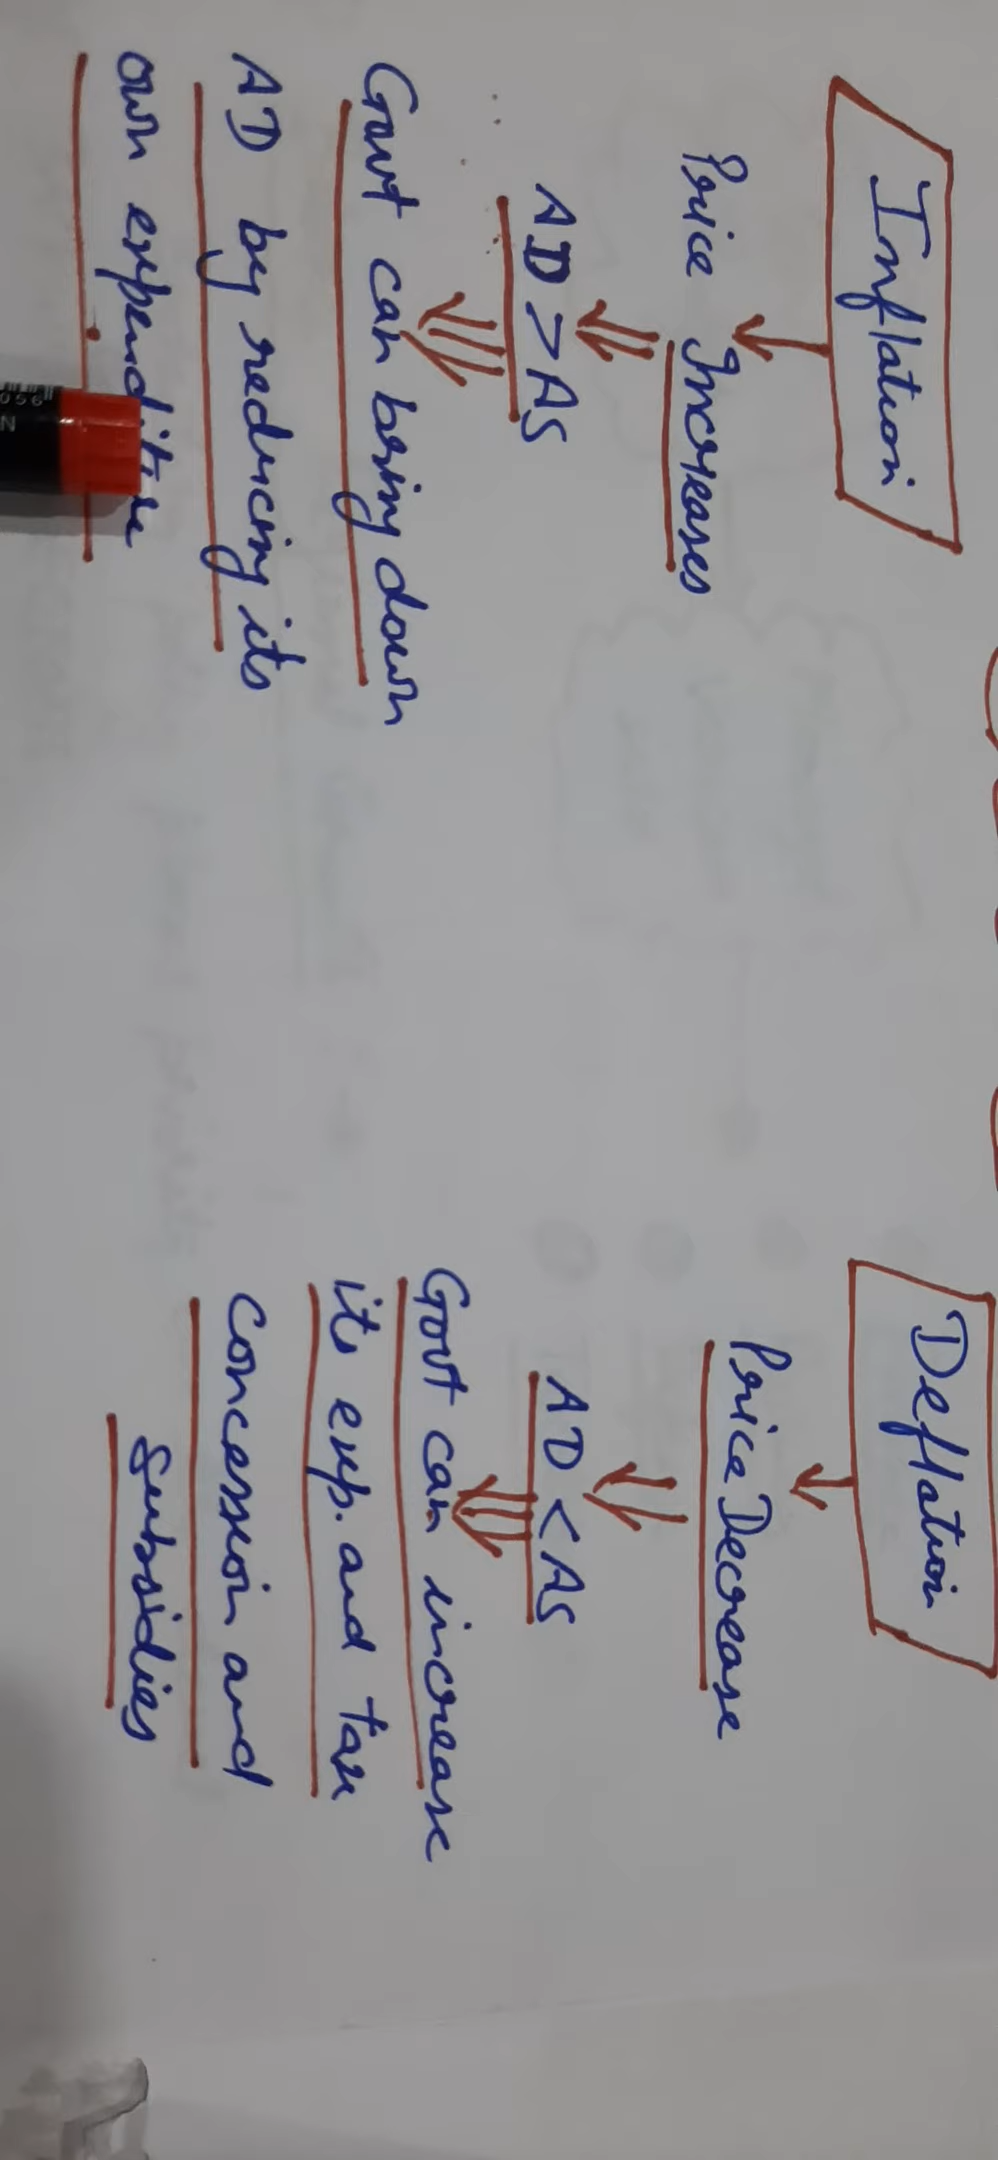 Inflation
Price Increases
AD > AS
Govt can bring down
AD by reducing its
own expenditure
Deflation
Price Decrease
AD < AS
Govt can increase
its exp. and tax
concession and
subsidies